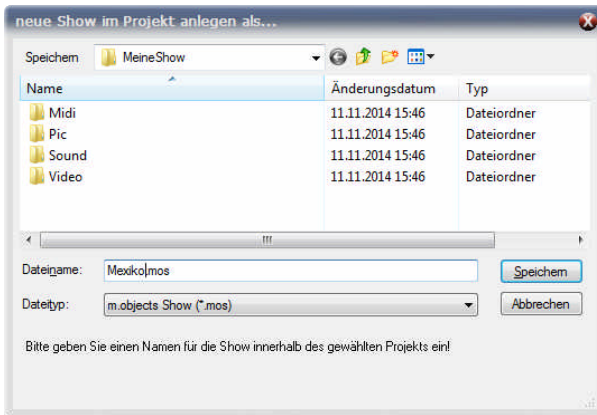 neue Show im Projekt anlegen als...
Speichern MeineShow
Name Änderungsdatum Typ
Midi 11.11.2014 15:46 Dateiordner
Pic 11.11.2014 15:46 Dateiordner
Sound 11.11.2014 15:46 Dateiordner
Video 11.11.2014 15:46 Dateiordner
Dateiname: Mexiko.mos Speichern
Dateityp: m.objects Show (*.mos) Abbrechen
Bitte geben Sie einen Namen für die Show innerhalb des gewählten Projekts ein!